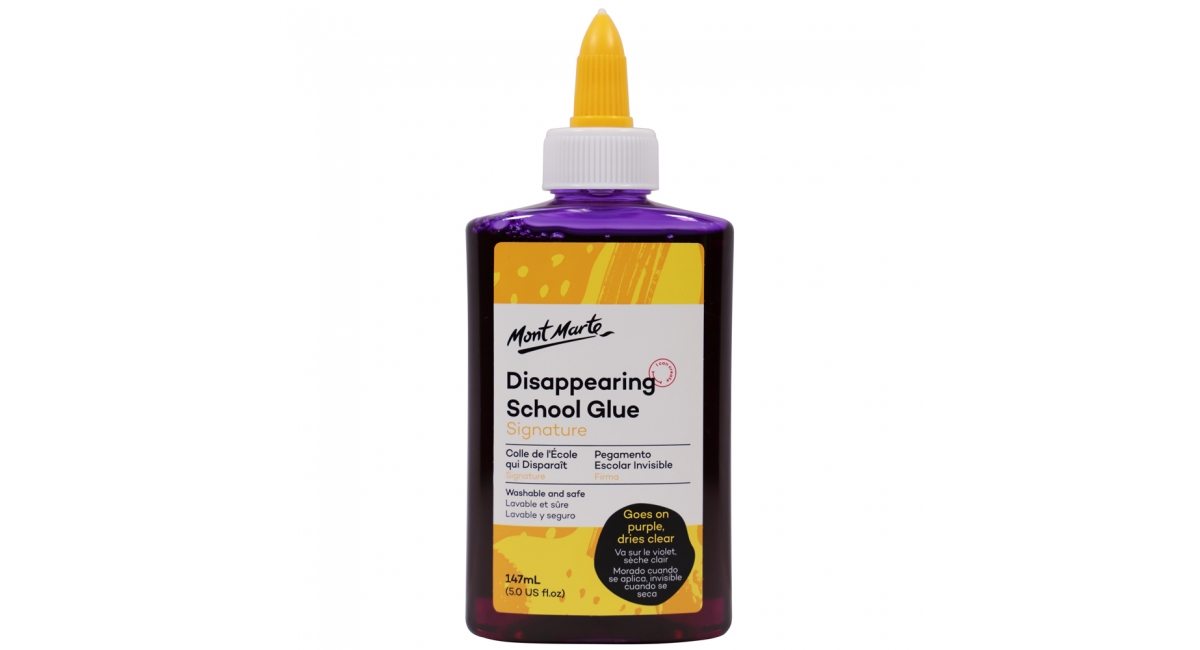 Mont Marte
Disappearing
School Glue
Signature
Colle de l'École
qui Disparaît
Signature
Pegamento
Escolar Invisible
Firma
Washable and safe
Lavable et sûre
Lavable y seguro
Goes on
purple,
dries clear
Va sur le violet,
sèche clair
Morado cuando
se aplica, invisible
cuando se
seca
147mL
(5.0 US fl.oz)